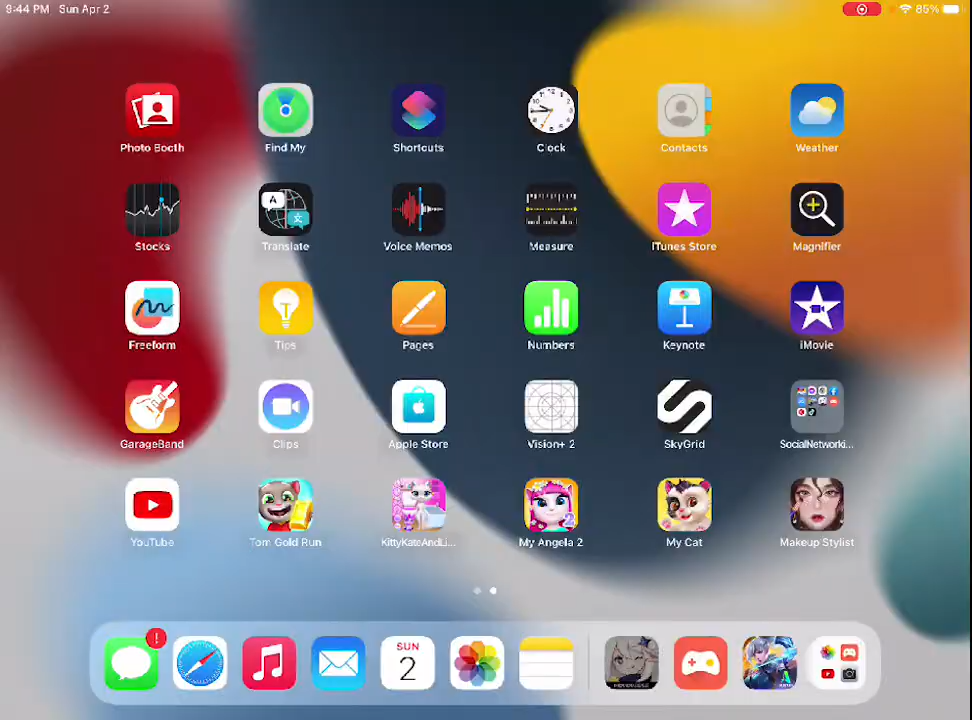 9:44 PM Sun Apr 2
85%
Photo Booth
Find My
Shortcuts
Clock
Contacts
Weather
Stocks
Translate
Voice Memos
Measure
iTunes Store
Magnifier
Freeform
Tips
Pages
Numbers
Keynote
iMovie
GarageBand
Clips
Apple Store
Vision+ 2
SkyGrid
SocialNetworki...
YouTube
Tom Gold Run
KittyKateAndLi...
My Angela 2
My Cat
Makeup Stylist
SUN
2